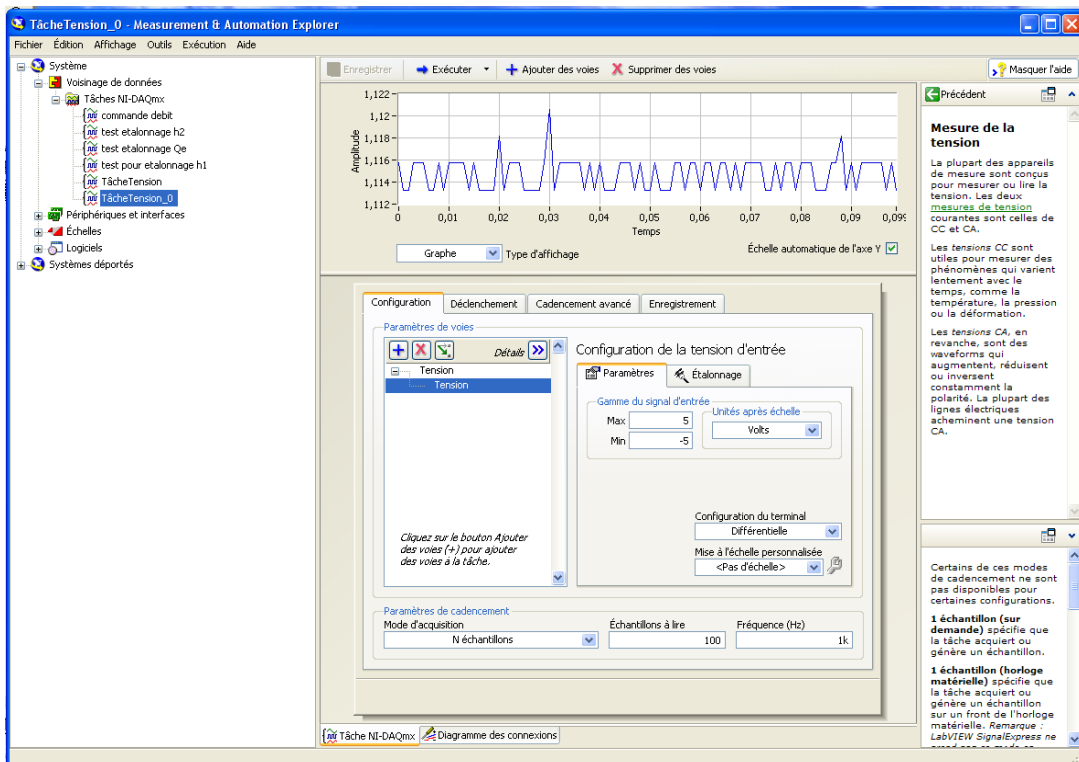 TâcheTension_0 - Measurement & Automation Explorer
Fichier Édition Affichage Outils Exécution Aide
Système
Voisinage de données
Tâches NI-DAQmx
commande debit
test etalonnage h2
test etalonnage Qe
test pour etalonnage h1
TâcheTension
TâcheTension_0
Périphériques et interfaces
Échelles
Logiciels
Systèmes déportés
Enregistrer Exécuter Ajouter des voies Supprimer des voies Masquer l'aide
1,122
1,120
1,118
1,116
1,114
1,112
Amplitude
0 0,01 0,02 0,03 0,04 0,05 0,06 0,07 0,08 0,09 0,099
Temps
Graphe Type d'affichage Échelle automatique de l'axe Y
Configuration Déclenchement Cadencement avancé Enregistrement
Paramètres de voies
Détails
Tension
Tension
Cliquez sur le bouton Ajouter
des voies (+) pour ajouter
des voies à la tâche.
Configuration de la tension d'entrée
Paramètres Étalonnage
Gamme du signal d'entrée
Max 5
Min -5
Unités après échelle
Volts
Configuration du terminal
Différentielle
Mise à l'échelle personnalisée
<Pas d'échelle>
Paramètres de cadencement
Mode d'acquisition Échantillons à lire Fréquence (Hz)
N échantillons 100 1k
Tâche NI-DAQmx Diagramme des connexions
Précédent
Mesure de la
tension
La plupart des appareils
de mesure sont conçus
pour mesurer ou lire la
tension. Les deux
mesures de tension
courantes sont celles de
CC et CA.
Les tensions CC sont
utiles pour mesurer des
phénomènes qui varient
lentement avec le
temps, comme la
température, la pression
ou la déformation.
Les tensions CA, en
revanche, sont des
waveforms qui
augmentent, réduisent
ou inversent
constamment la
polarité. La plupart des
lignes électriques
acheminent une tension
CA.
Certains de ces modes
de cadencement ne sont
pas disponibles pour
certaines configurations.
1 échantillon (sur
demande) spécifie que
la tâche acquiert ou
génère un échantillon.
1 échantillon (horloge
matérielle) spécifie que
la tâche acquiert ou
génère un échantillon
sur un front de l'horloge
matérielle. Remarque :
LabVIEW SignalExpress ne